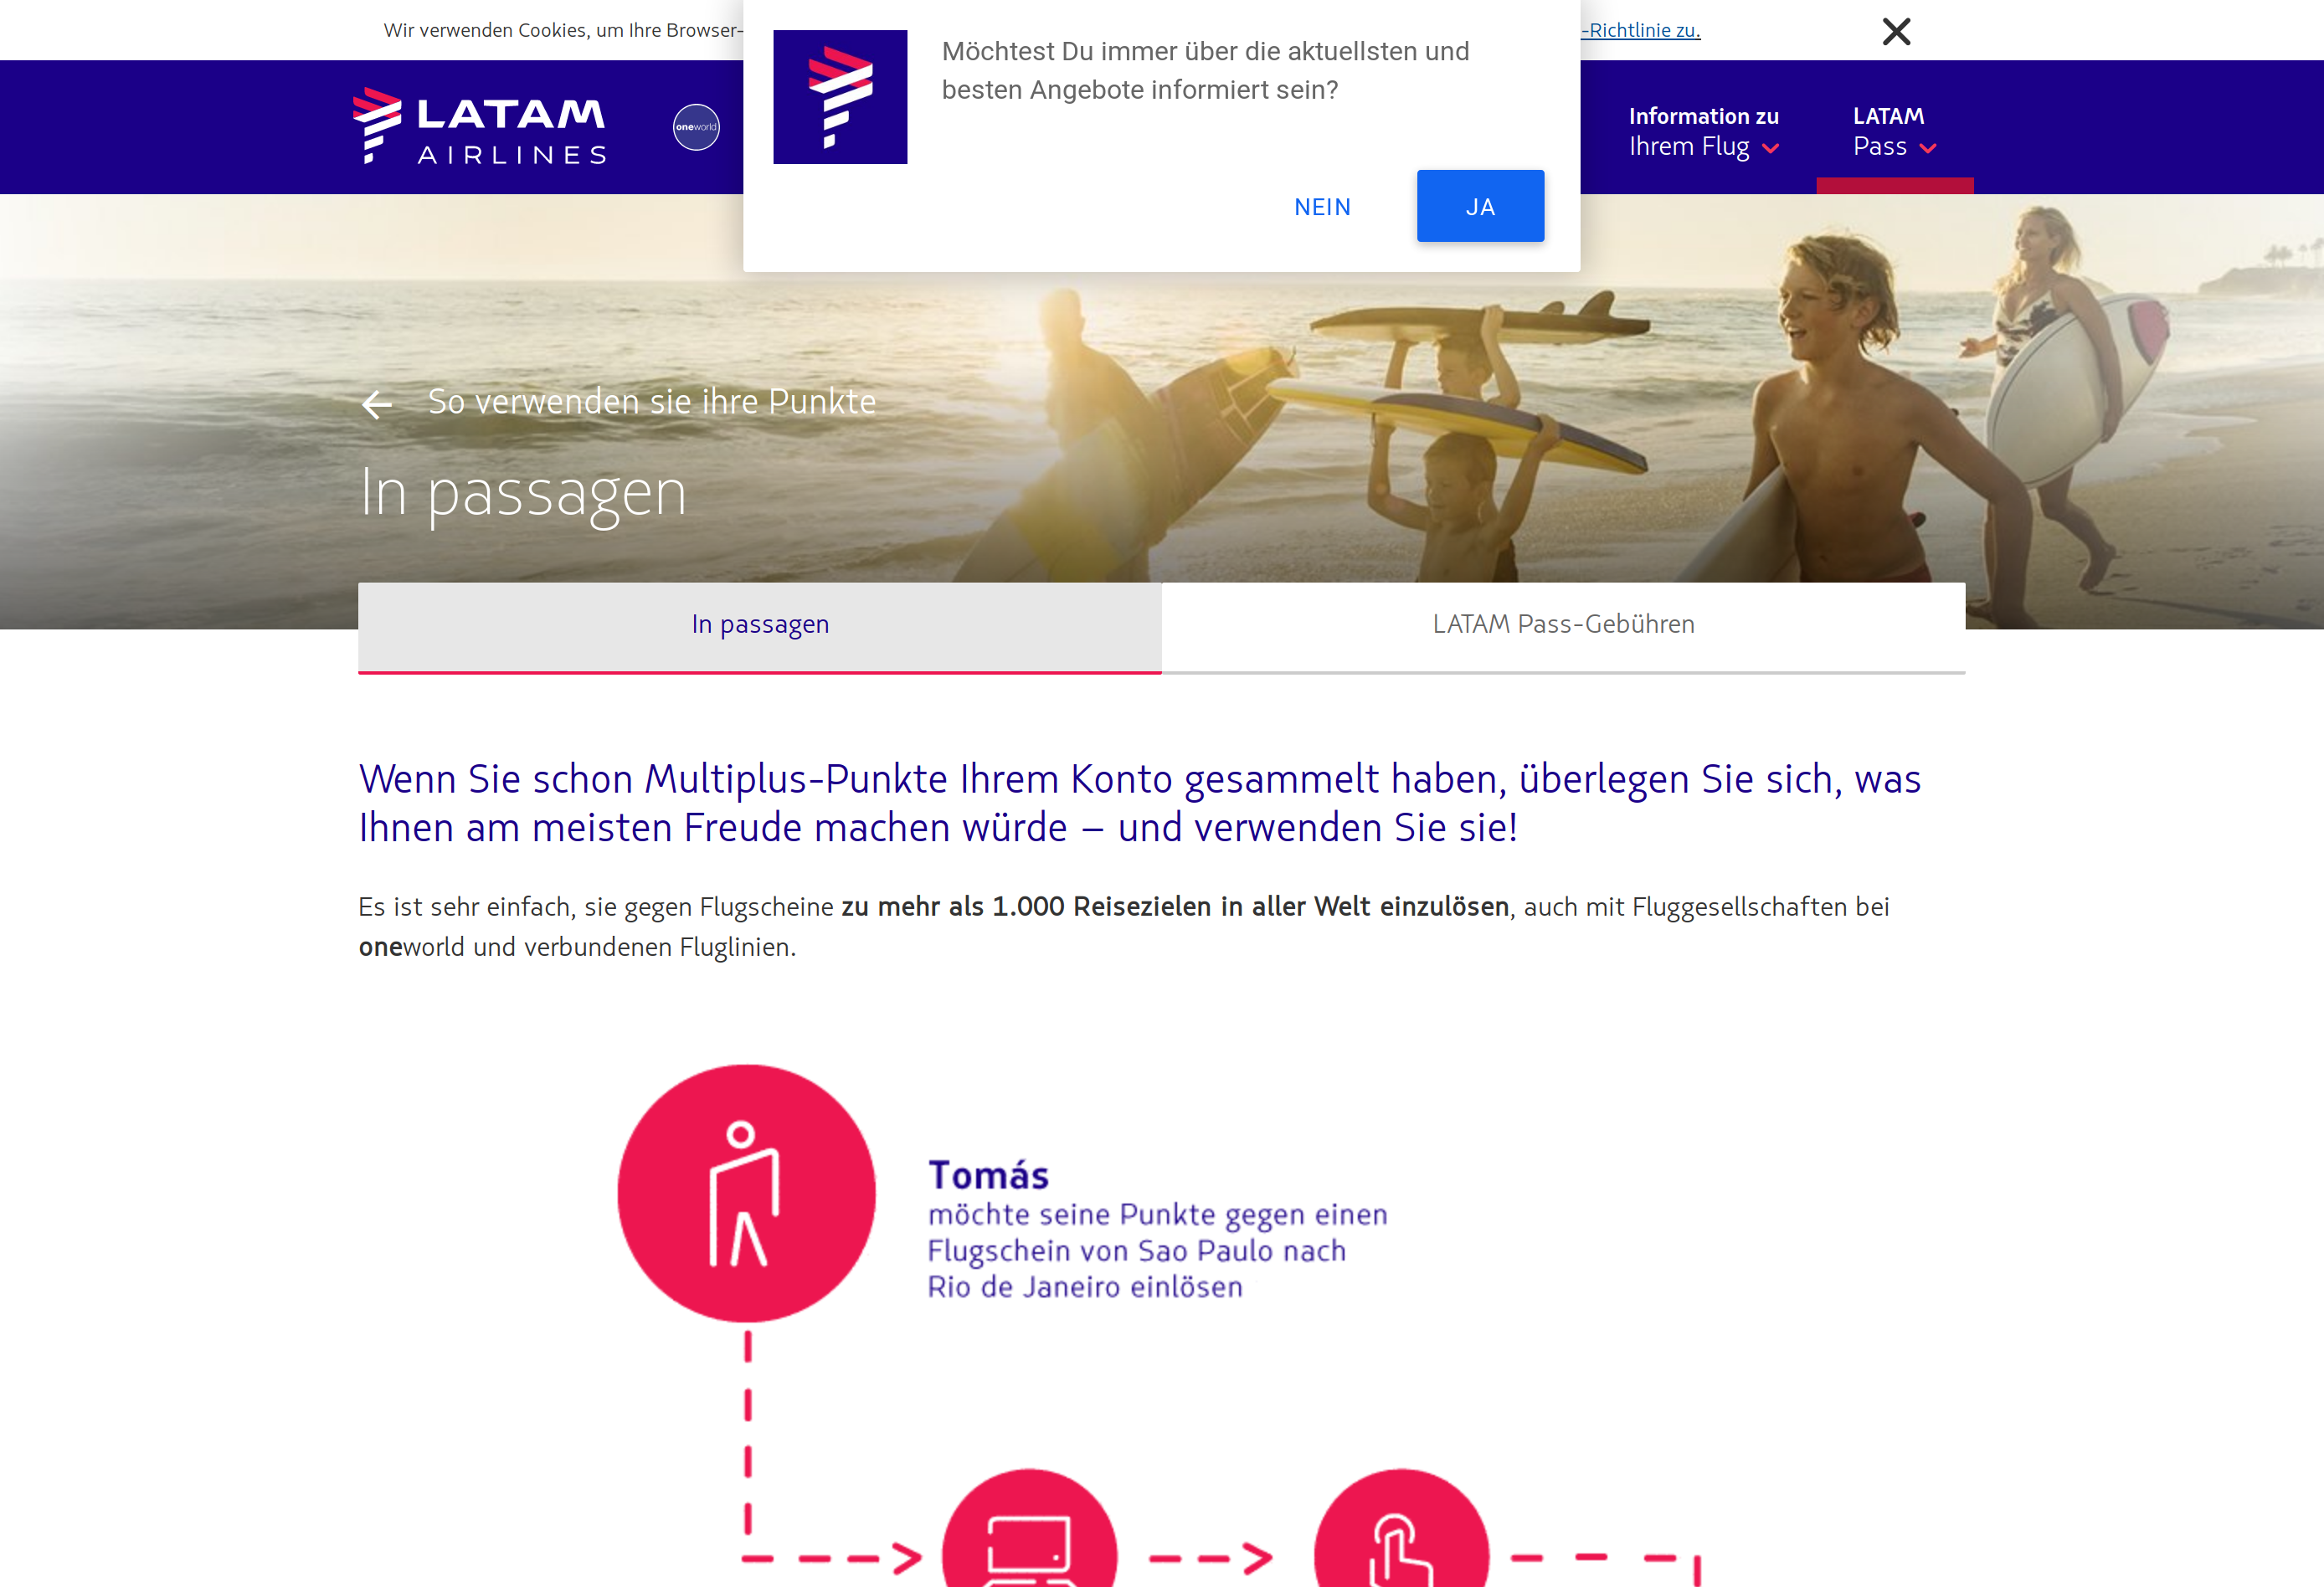 Wir verwenden Cookies, um Ihre Browser-
-Richtlinie zu.
Möchtest Du immer über die aktuellsten und
besten Angebote informiert sein?
NEIN
JA
LATAM
AIRLINES
oneworld
Information zu
Ihrem Flug
LATAM
Pass
So verwenden sie ihre Punkte
In passagen
In passagen
LATAM Pass-Gebühren
Wenn Sie schon Multiplus-Punkte Ihrem Konto gesammelt haben, überlegen Sie sich, was
Ihnen am meisten Freude machen würde – und verwenden Sie sie!
Es ist sehr einfach, sie gegen Flugscheine zu mehr als 1.000 Reisezielen in aller Welt einzulösen, auch mit Fluggesellschaften bei
oneworld und verbundenen Fluglinien.
Tomás
möchte seine Punkte gegen einen
Flugschein von Sao Paulo nach
Rio de Janeiro einlösen